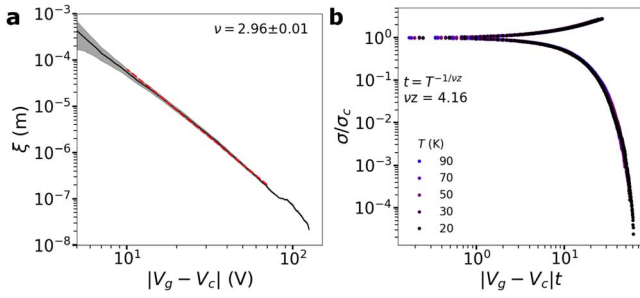 a
ν = 2.96±0.01
10⁻³
10⁻⁴
10⁻⁵
10⁻⁶
10⁻⁷
10⁻⁸
ξ (m)
10¹
10²
|V_g − V_c| (V)
b
10⁰
10⁻¹
10⁻²
10⁻³
10⁻⁴
σ/σ_c
t = T^{−1/νz}
νz = 4.16
T (K)
90
70
50
30
20
10⁰
10¹
|V_g − V_c|t